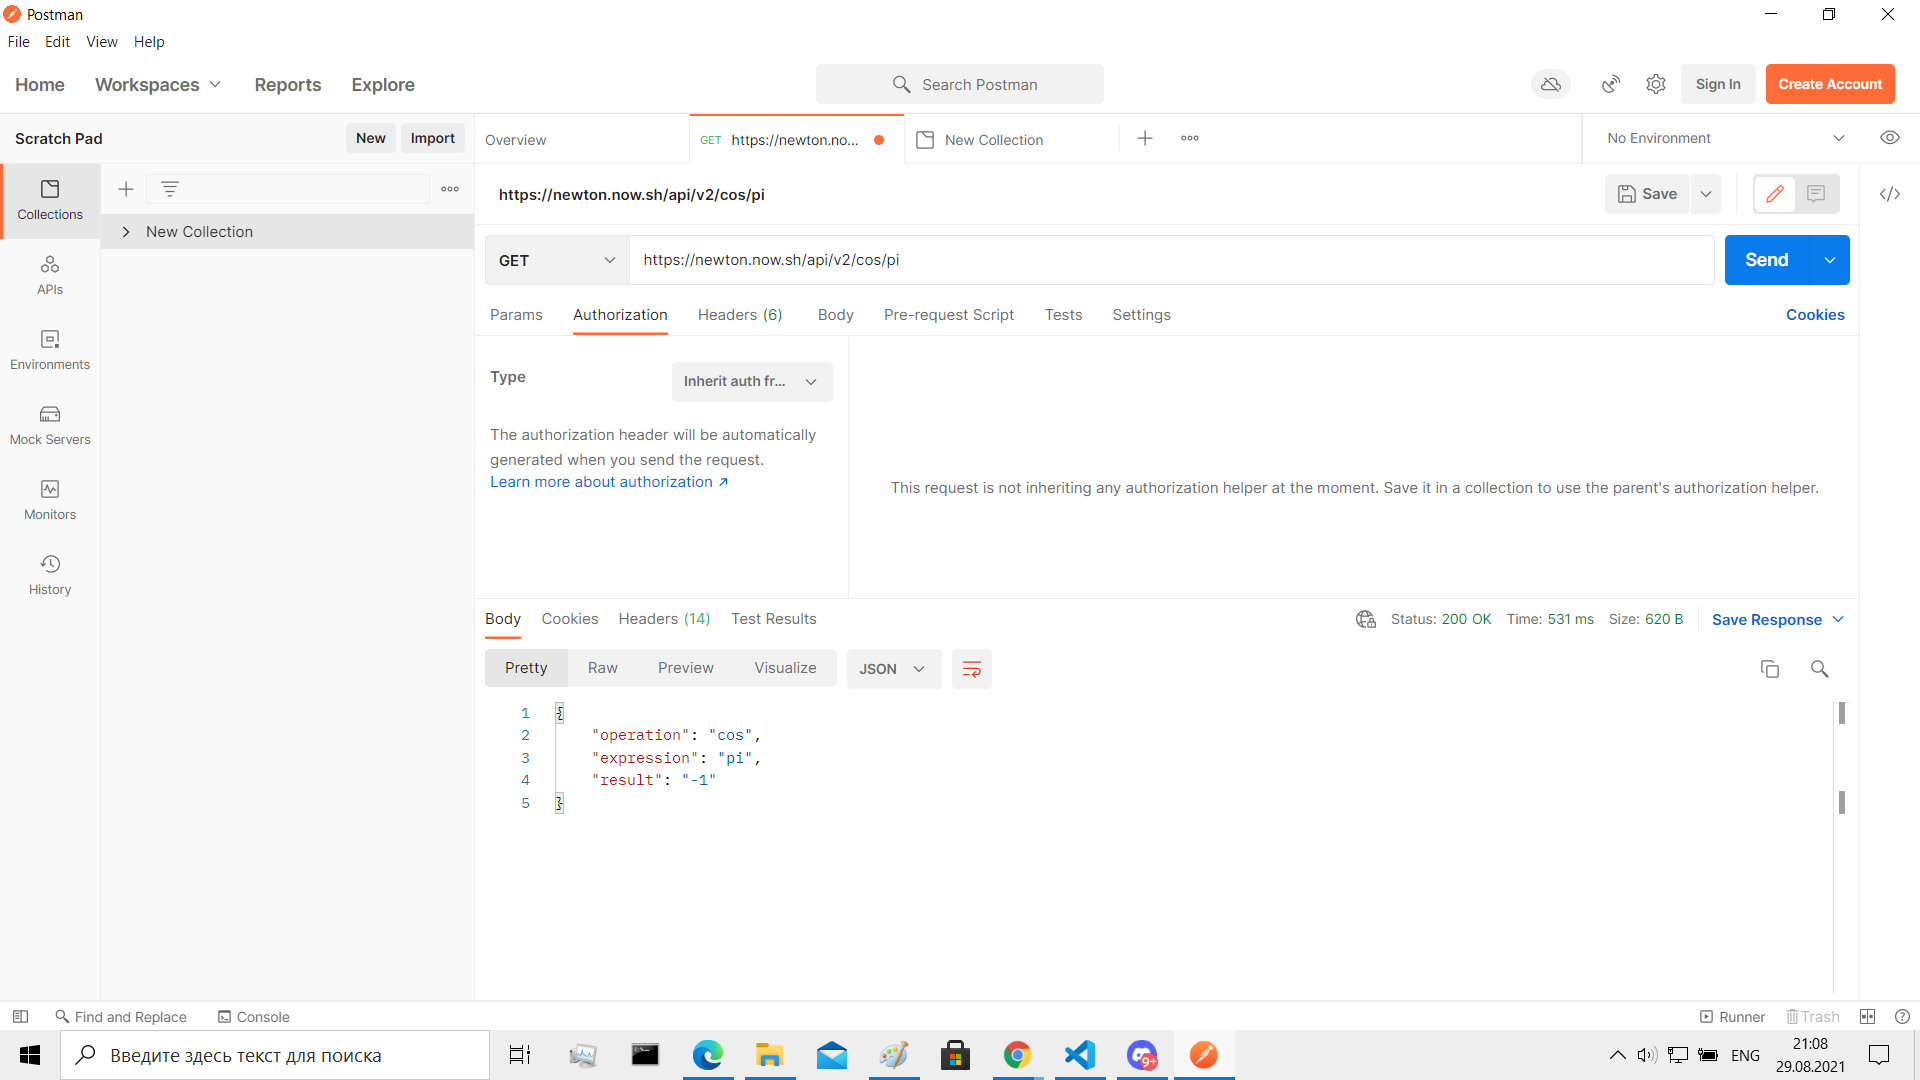 Postman
File Edit View Help
Home Workspaces Reports Explore Search Postman Sign In Create Account
Scratch Pad New Import Overview GET https://newton.no... New Collection No Environment
Collections
New Collection
APIs
Environments
Mock Servers
Monitors
History
https://newton.now.sh/api/v2/cos/pi Save
GET https://newton.now.sh/api/v2/cos/pi Send
Params Authorization Headers (6) Body Pre-request Script Tests Settings Cookies
Type Inherit auth fr...
The authorization header will be automatically
generated when you send the request.
Learn more about authorization ↗
This request is not inheriting any authorization helper at the moment. Save it in a collection to use the parent's authorization helper.
Body Cookies Headers (14) Test Results Status: 200 OK Time: 531 ms Size: 620 B Save Response
Pretty Raw Preview Visualize JSON
1 {
2 "operation": "cos",
3 "expression": "pi",
4 "result": "-1"
5 }
Find and Replace Console Runner Trash
Введите здесь текст для поиска 9+ ENG 21:08
29.08.2021